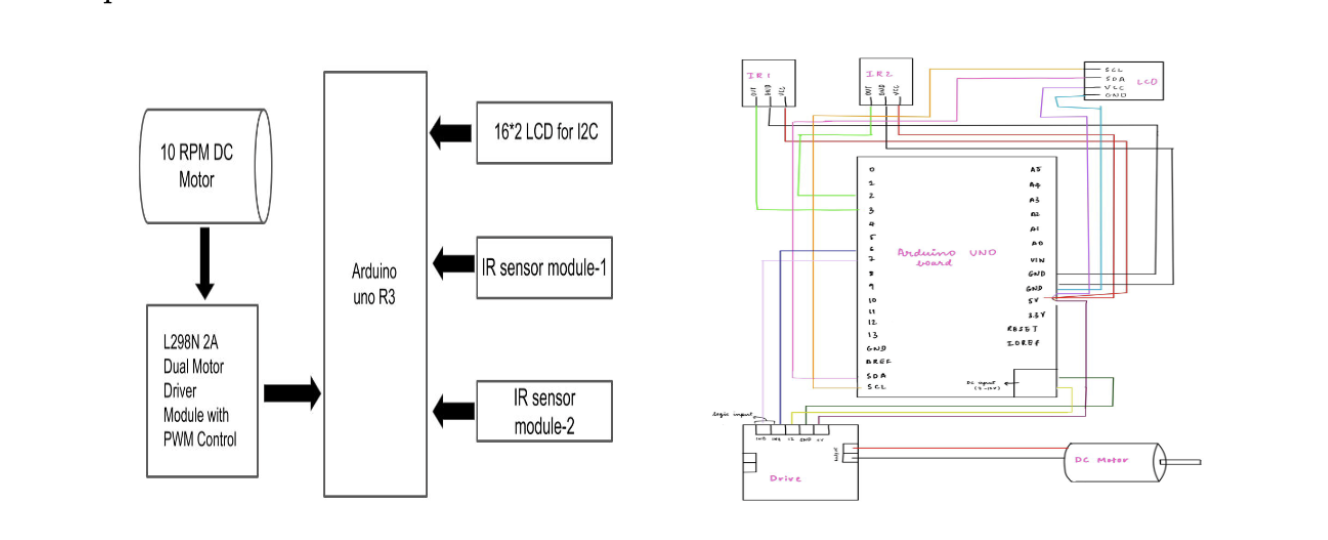 10 RPM DC
Motor
L298N 2A
Dual Motor
Driver
Module with
PWM Control
Arduino
uno R3
16*2 LCD for I2C
IR sensor module-1
IR sensor
module-2
IR1
OUT
GND
VCC
IR2
OUT
GND
VCC
SCL
SDA
VCC
GND
LCD
0
1
2
3
4
5
6
7
8
9
10
11
12
13
GND
AREF
SDA
SCL
Arduino UNO
board
A5
A4
A3
A2
A1
A0
VIN
GND
GND
5V
3.3V
RESET
IOREF
DC input
logic input
GND
5V
Drive
DC Motor